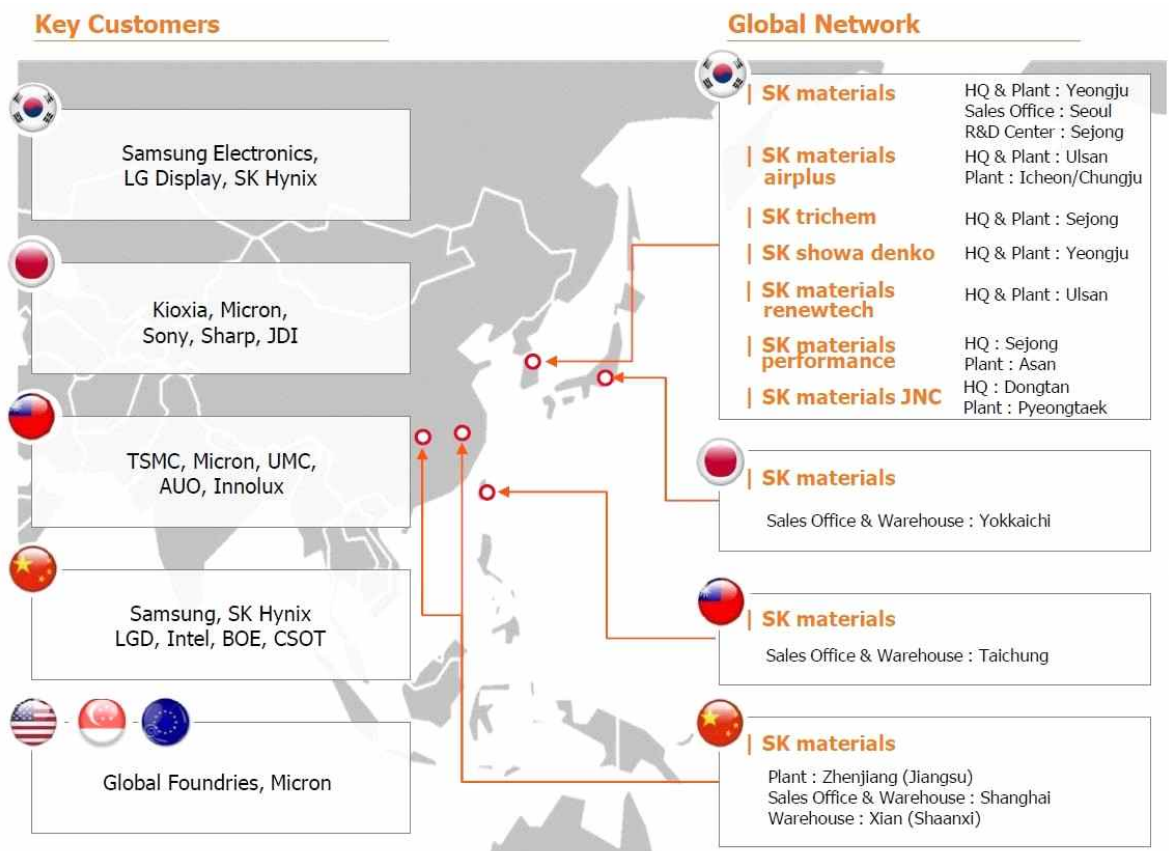 Key Customers
Samsung Electronics,
LG Display, SK Hynix
Kioxia, Micron,
Sony, Sharp, JDI
TSMC, Micron, UMC,
AUO, Innolux
Samsung, SK Hynix
LGD, Intel, BOE, CSOT
Global Foundries, Micron
Global Network
| SK materials
HQ & Plant : Yeongju
Sales Office : Seoul
R&D Center : Sejong
| SK materials
airplus
HQ & Plant : Ulsan
Plant : Icheon/Chungju
| SK trichem
HQ & Plant : Sejong
| SK showa denko
HQ & Plant : Yeongju
| SK materials
renewtech
HQ & Plant : Ulsan
| SK materials
performance
HQ : Sejong
Plant : Asan
| SK materials JNC
HQ : Dongtan
Plant : Pyeongtaek
| SK materials
Sales Office & Warehouse : Yokkaichi
| SK materials
Sales Office & Warehouse : Taichung
| SK materials
Plant : Zhenjiang (Jiangsu)
Sales Office & Warehouse : Shanghai
Warehouse : Xian (Shaanxi)